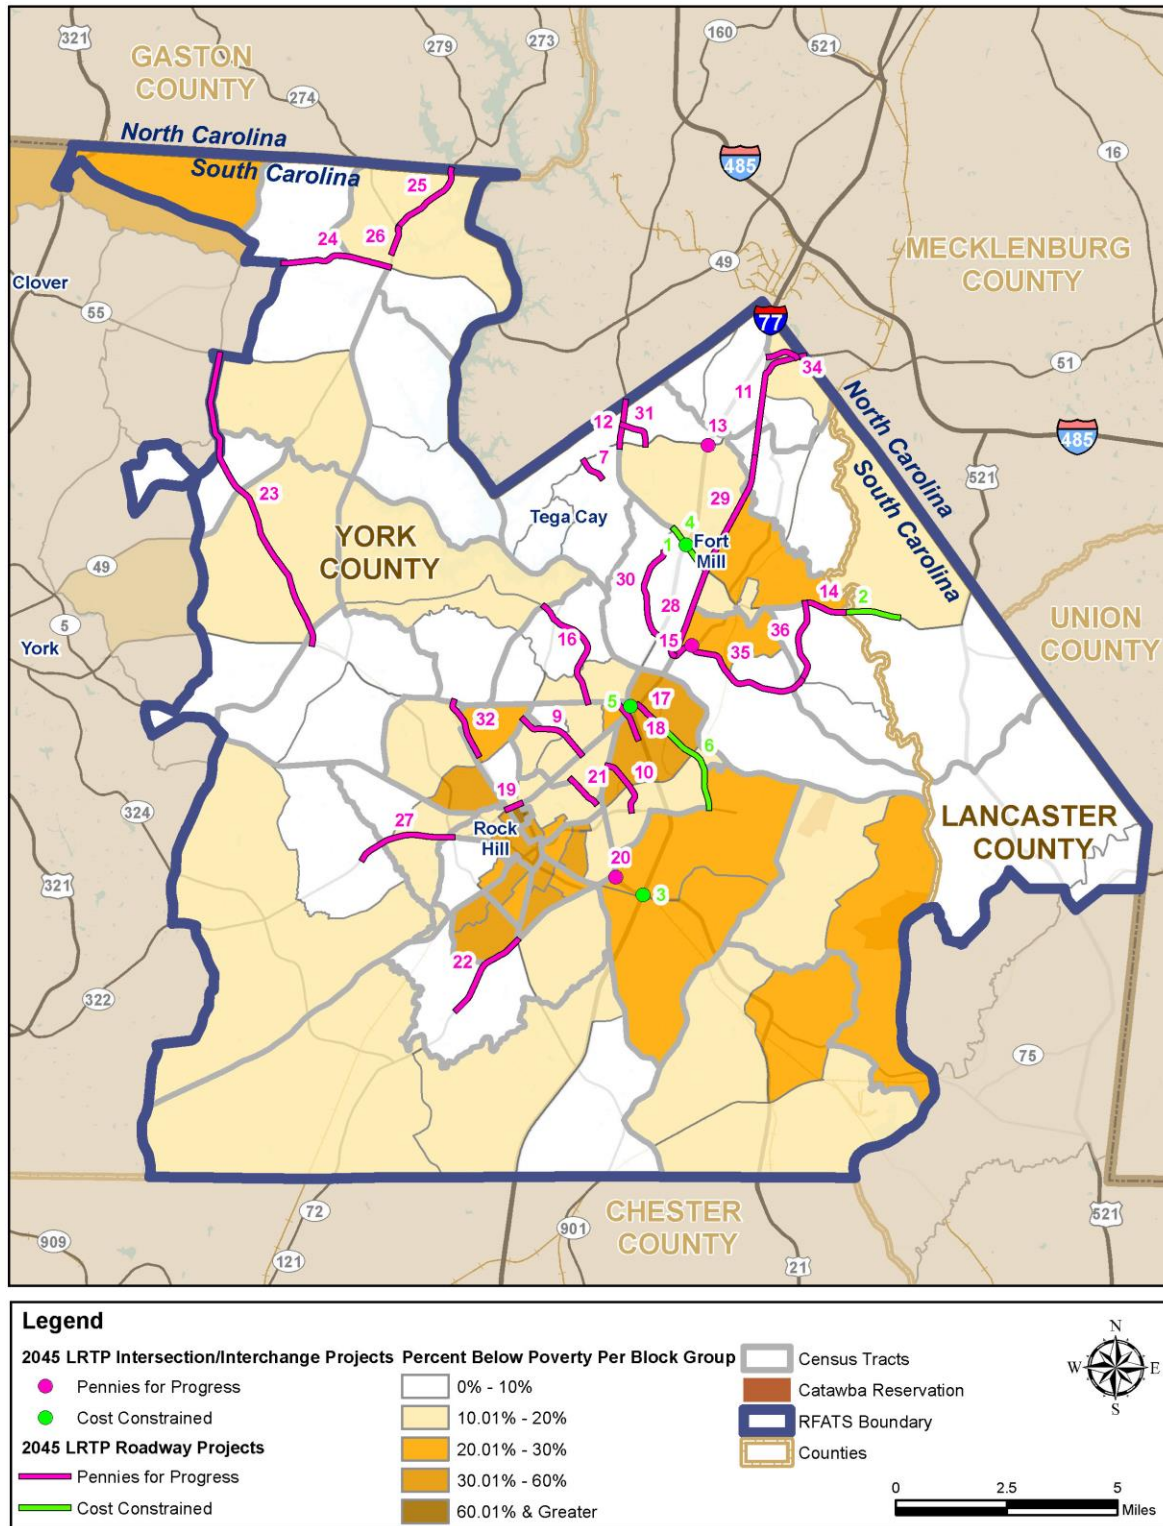 321
GASTON
COUNTY
279
273
160
521
274
North Carolina
South Carolina
485
16
25
26
24
MECKLENBURG
COUNTY
49
Clover
55
77
51
34
11
North Carolina
South Carolina
485
521
12
31
13
7
23
29
Tega Cay
YORK
COUNTY
4
1
Fort
Mill
30
49
5
York
28
14
2
UNION
COUNTY
16
15
35
36
5
17
18
6
32
9
21
10
19
324
27
Rock
Hill
LANCASTER
COUNTY
20
3
321
22
322
75
72
901
CHESTER
COUNTY
521
909
121
21
Legend
2045 LRTP Intersection/Interchange Projects
Pennies for Progress
Cost Constrained
2045 LRTP Roadway Projects
Pennies for Progress
Cost Constrained
Percent Below Poverty Per Block Group
0% - 10%
10.01% - 20%
20.01% - 30%
30.01% - 60%
60.01% & Greater
Census Tracts
Catawba Reservation
RFATS Boundary
Counties
N
W E
S
0 2.5 5
Miles